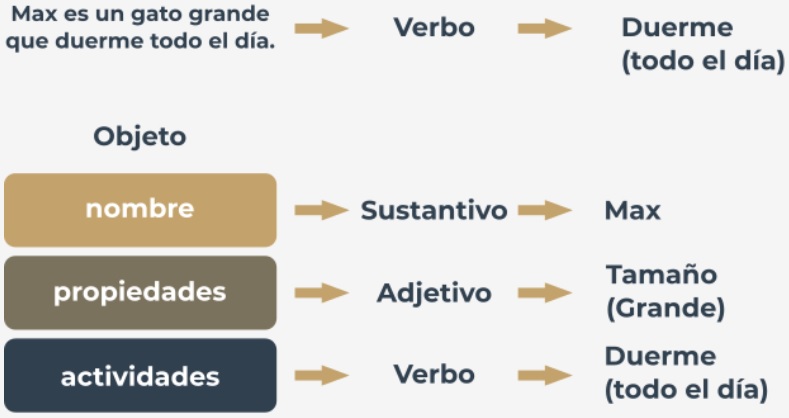 Max es un gato grande
que duerme todo el día.
Verbo
Duerme
(todo el día)
Objeto
nombre
Sustantivo
Max
propiedades
Adjetivo
Tamaño
(Grande)
actividades
Verbo
Duerme
(todo el día)